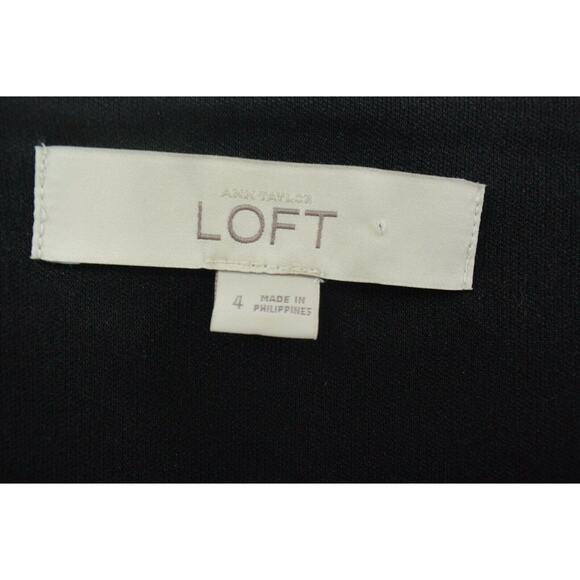 ANN TAYLOR
LOFT
4
MADE IN
PHILIPPINES